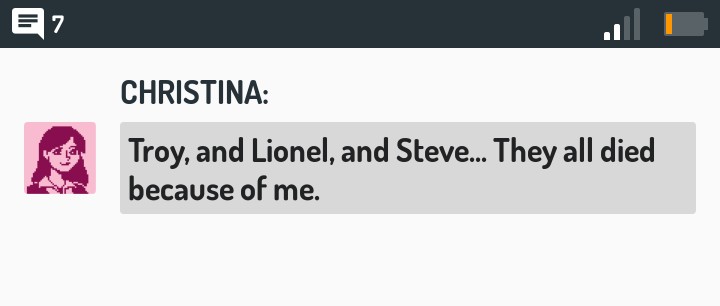 7
CHRISTINA:
Troy, and Lionel, and Steve... They all died
because of me.